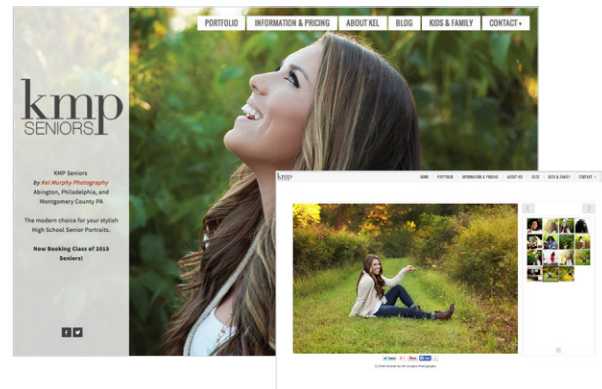 PORTFOLIO INFORMATION & PRICING ABOUT KEL BLOG KIDS & FAMILY CONTACT
kmp
SENIORS
KMP Seniors
by Kel Murphy Photography
Abington, Philadelphia, and
Montgomery County PA
The modern choice for your stylish
High School Senior Portraits.
Now Booking Class of 2015
Seniors!
kmp
HOME PORTFOLIO INFORMATION & PRICING ABOUT KEL BLOG KIDS & FAMILY CONTACT